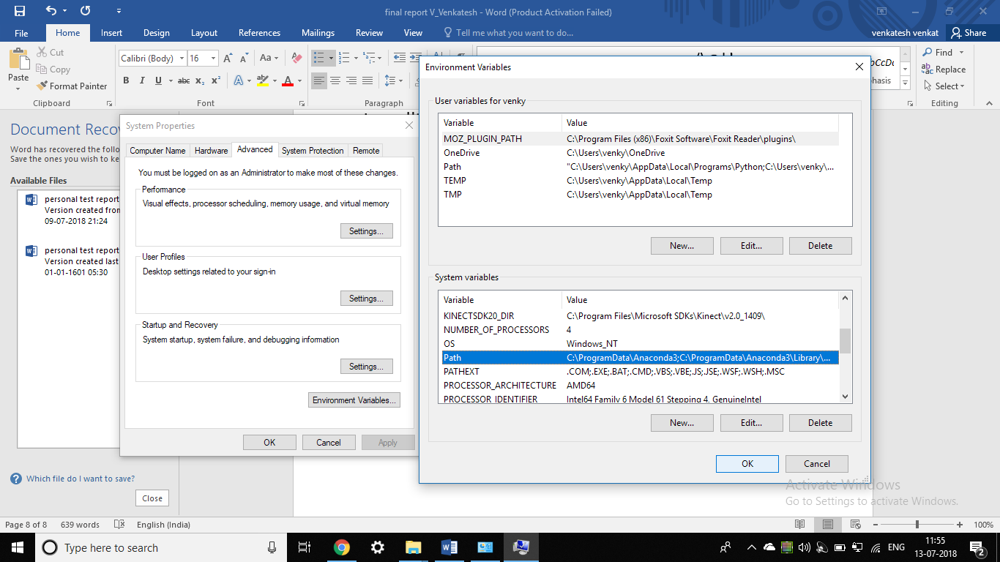 final report V_Venkatesh - Word (Product Activation Failed)
File Home Insert Design Layout References Mailings Review View Tell me what you want to do... venkatesh venkat Share
Paste
Cut
Copy
Format Painter
Clipboard
Calibri (Body) 16
Font
Paragraph
Find
Replace
Select
Editing
Document Reco
Word has recovered the follo
Save the ones you wish to ke
Available Files
personal test report
Version created from
09-07-2018 21:24
personal test report
Version created last
01-01-1601 05:30
Which file do I want to save?
Close
System Properties
Computer Name Hardware Advanced System Protection Remote
You must be logged on as an Administrator to make most of these changes.
Performance
Visual effects, processor scheduling, memory usage, and virtual memory
Settings...
User Profiles
Desktop settings related to your sign-in
Settings...
Startup and Recovery
System startup, system failure, and debugging information
Settings...
Environment Variables...
OK Cancel Apply
Environment Variables
User variables for venky
Variable Value
MOZ_PLUGIN_PATH C:\Program Files (x86)\Foxit Software\Foxit Reader\plugins\
OneDrive C:\Users\venky\OneDrive
Path "C:\Users\venky\AppData\Local\Programs\Python;C:\Users\venky\...
TEMP C:\Users\venky\AppData\Local\Temp
TMP C:\Users\venky\AppData\Local\Temp
New... Edit... Delete
System variables
Variable Value
KINECTSDK20_DIR C:\Program Files\Microsoft SDKs\Kinect\v2.0_1409\
NUMBER_OF_PROCESSORS 4
OS Windows_NT
Path C:\ProgramData\Anaconda3;C:\ProgramData\Anaconda3\Library\...
PATHEXT .COM;.EXE;.BAT;.CMD;.VBS;.VBE;.JS;.JSE;.WSF;.WSH;.MSC
PROCESSOR_ARCHITECTURE AMD64
PROCESSOR_IDENTIFIER Intel64 Family 6 Model 61 Stepping 4, GenuineIntel
New... Edit... Delete
OK Cancel
Activate Windows
Go to Settings to activate Windows.
Page 8 of 8 639 words English (India) 100%
Type here to search
ENG
11:55
13-07-2018
2